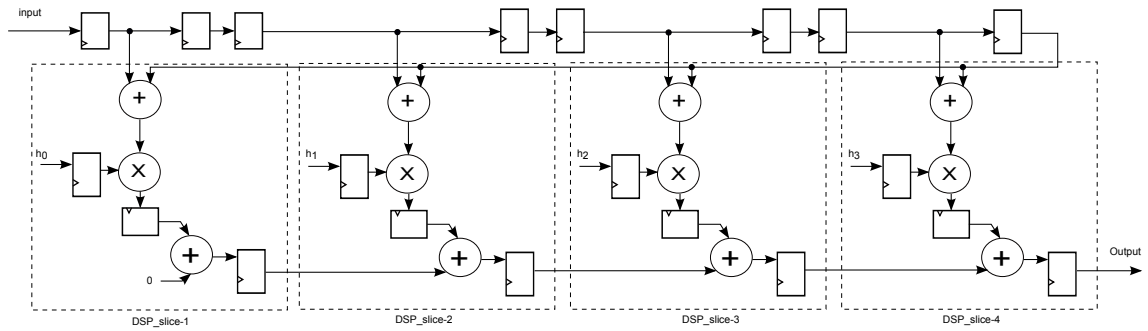 input
+
+
+
+
h0
h1
h2
h3
X
X
X
X
+
+
+
+
0
Output
DSP_slice-1
DSP_slice-2
DSP_slice-3
DSP_slice-4